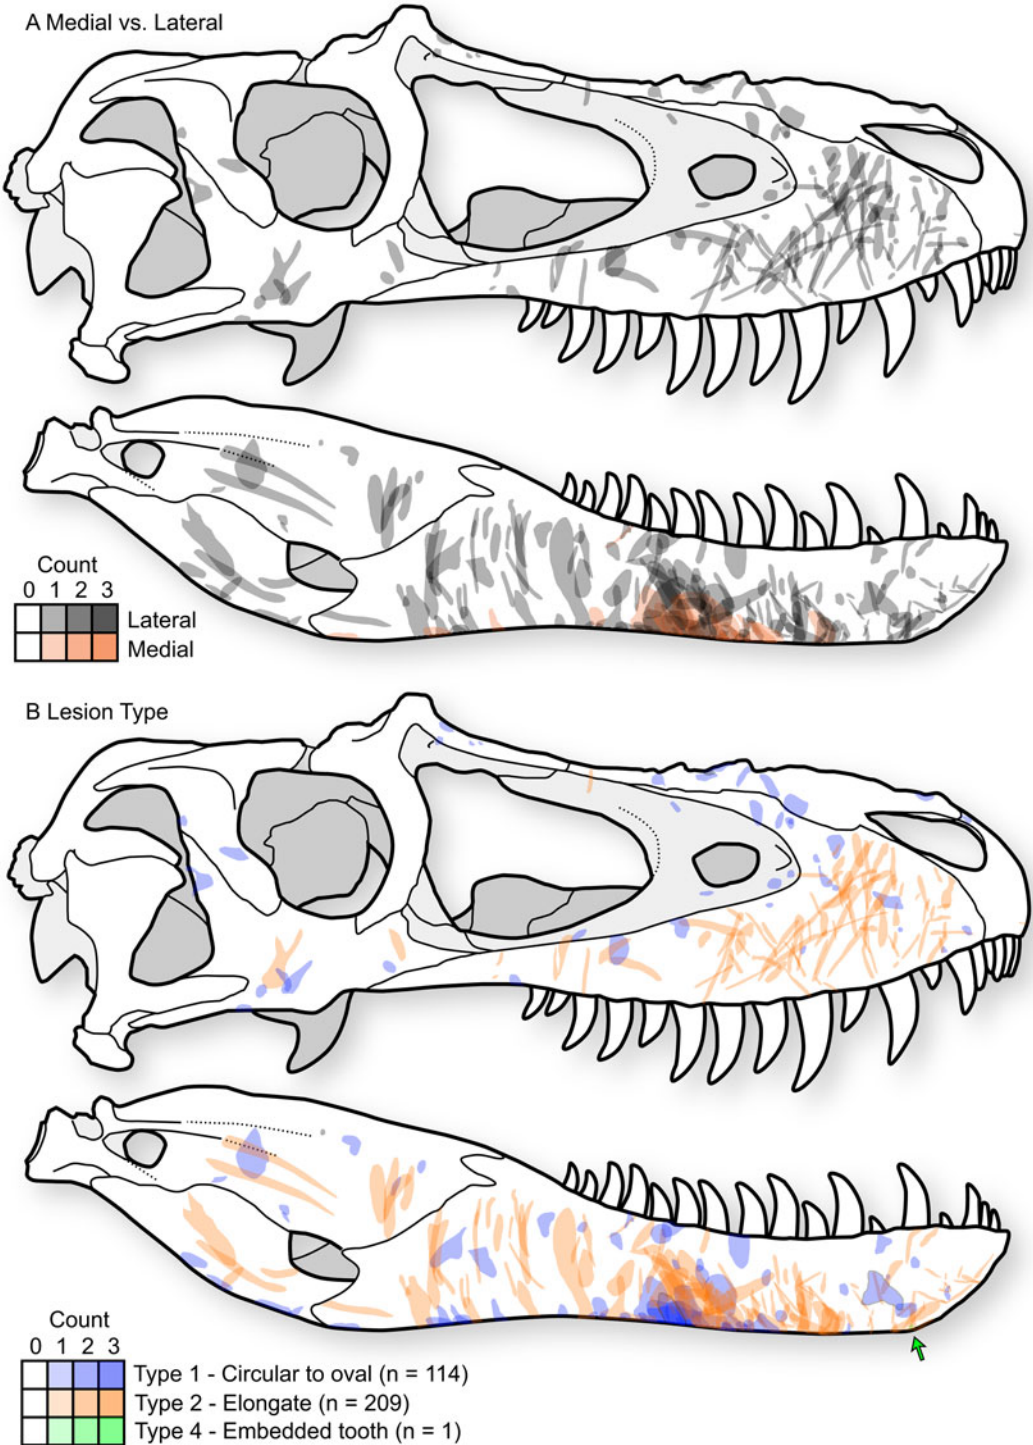 A Medial vs. Lateral
Count
0 1 2 3
Lateral
Medial
B Lesion Type
Count
0 1 2 3
Type 1 - Circular to oval (n = 114)
Type 2 - Elongate (n = 209)
Type 4 - Embedded tooth (n = 1)